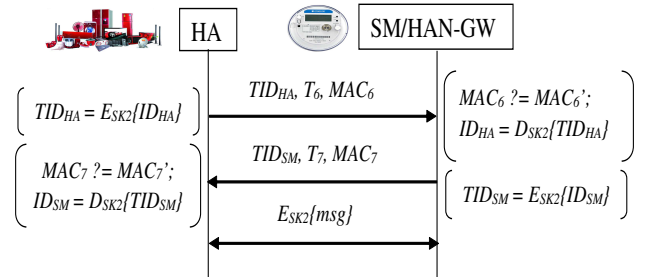 HA
SM/HAN-GW
TID_HA = E_SK2{ID_HA}
TID_HA, T_6, MAC_6
MAC_6 ?= MAC_6';
ID_HA = D_SK2{TID_HA}
MAC_7 ?= MAC_7';
ID_SM = D_SK2{TID_SM}
TID_SM, T_7, MAC_7
TID_SM = E_SK2{ID_SM}
E_SK2{msg}